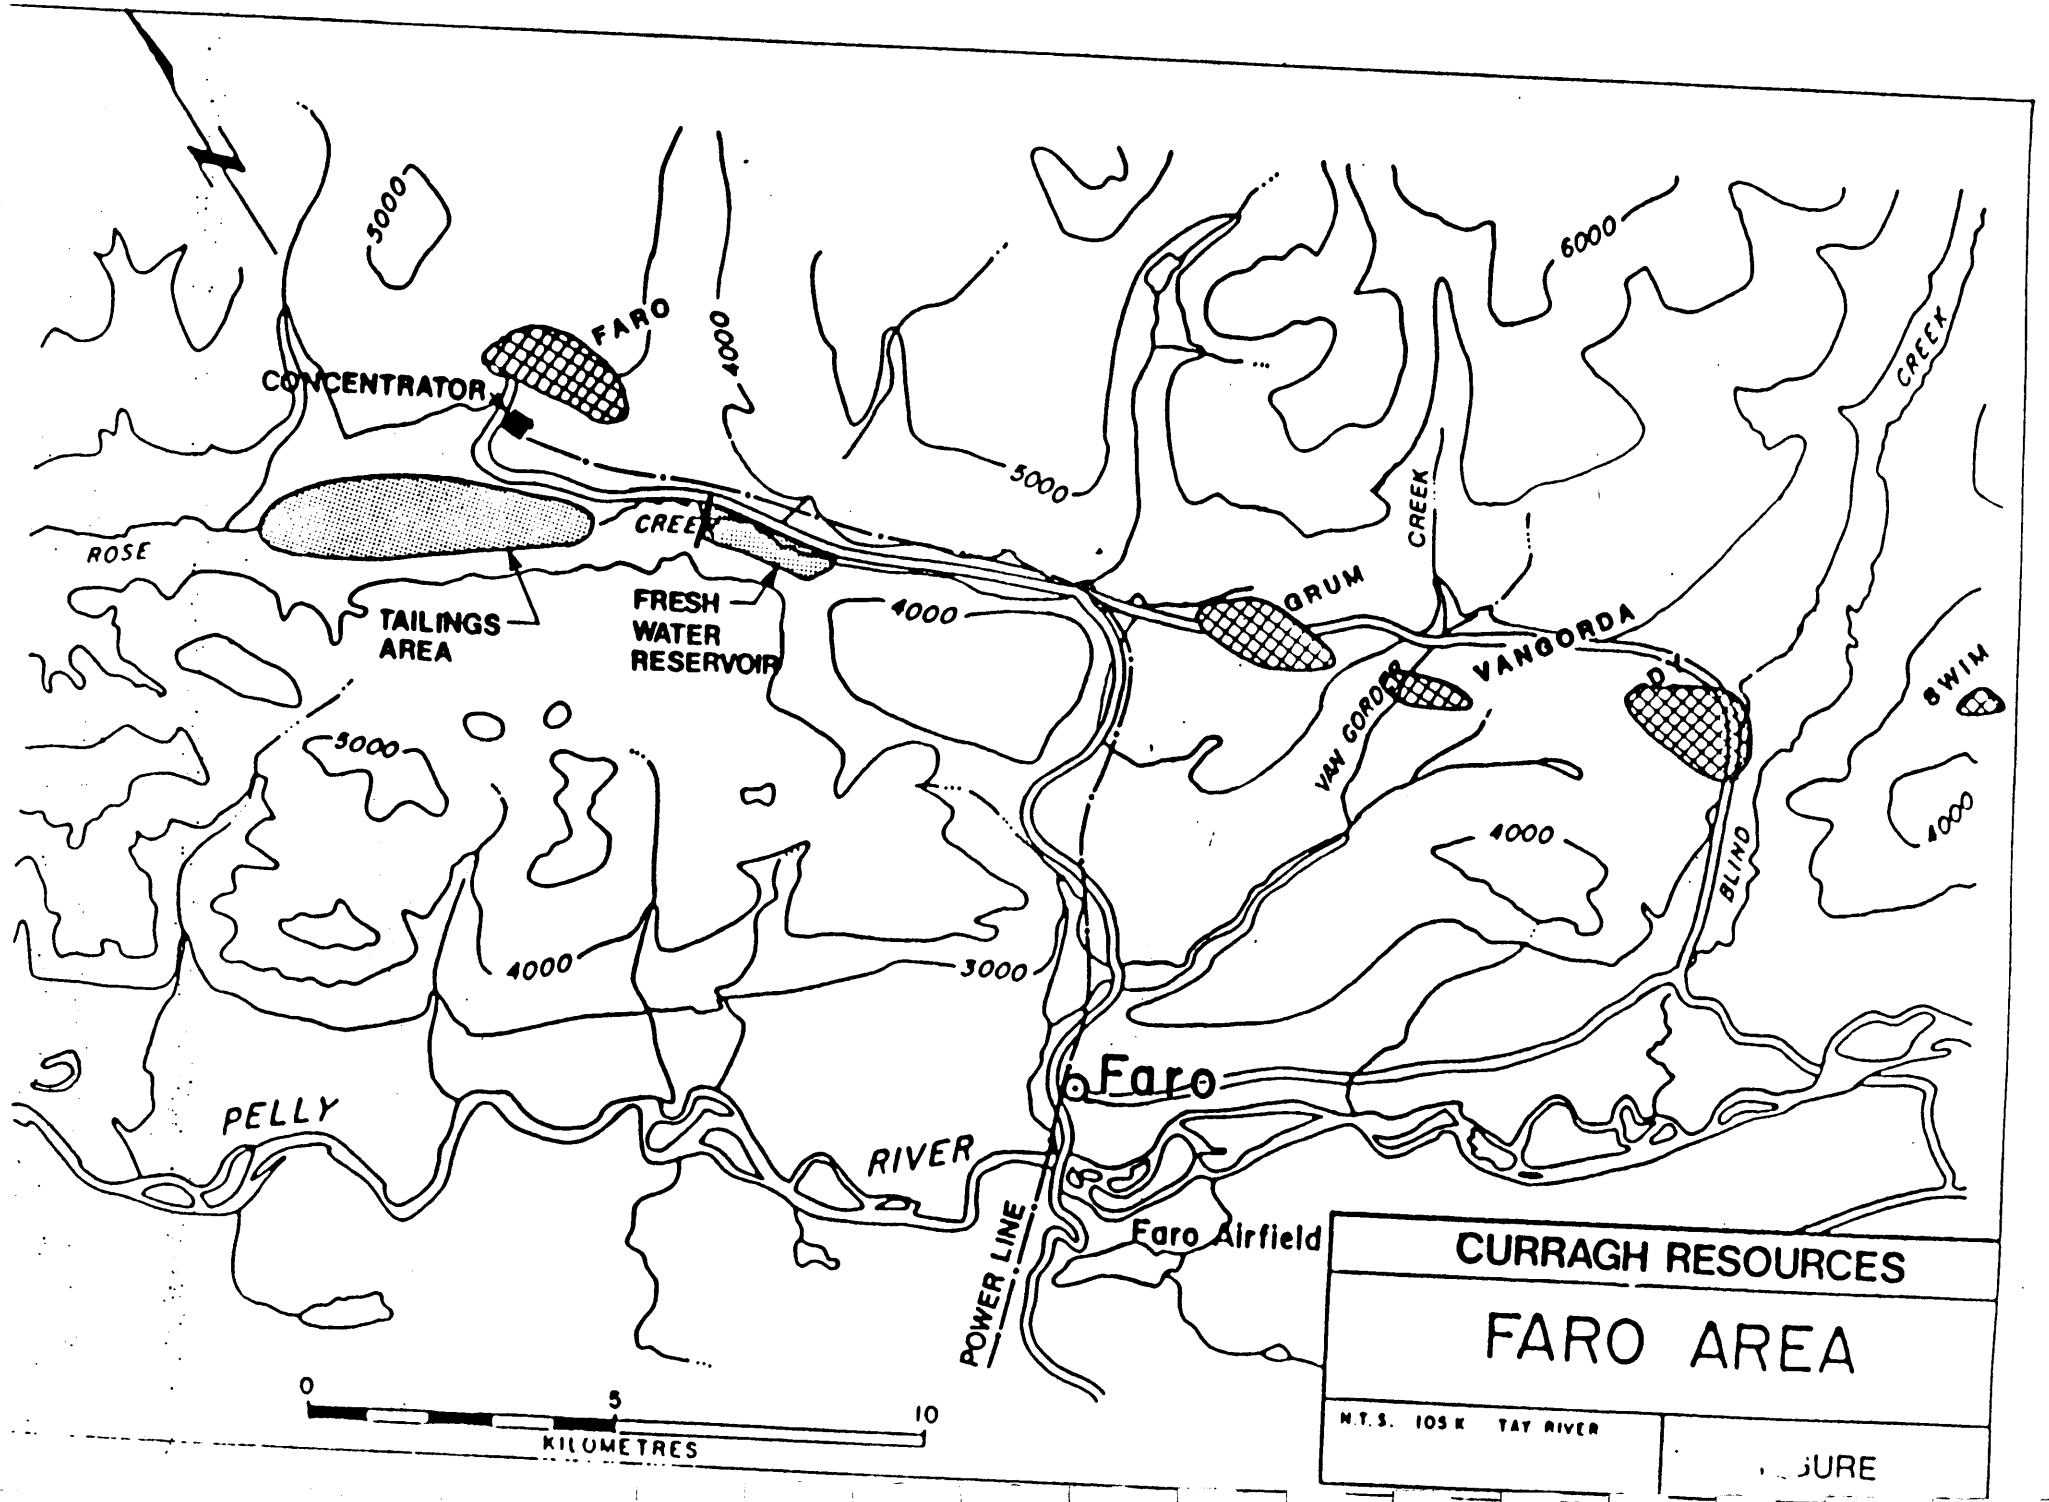 5000
6000
FARO
4000
CREEK
CONCENTRATOR
5000
CREEK
CREE
ROSE
GRUM
FRESH
WATER
RESERVOIR
4000
TAILINGS
AREA
VANGORDA
VAN GORDER
DY
SWIM
5000
4000
4000
BLIND
4000
3000
Faro
PELLY
RIVER
POWER LINE
Faro Airfield
CURRAGH RESOURCES
FARO AREA
0 5 10
KILOMETRES
N.T.S. 105 K TAY RIVER